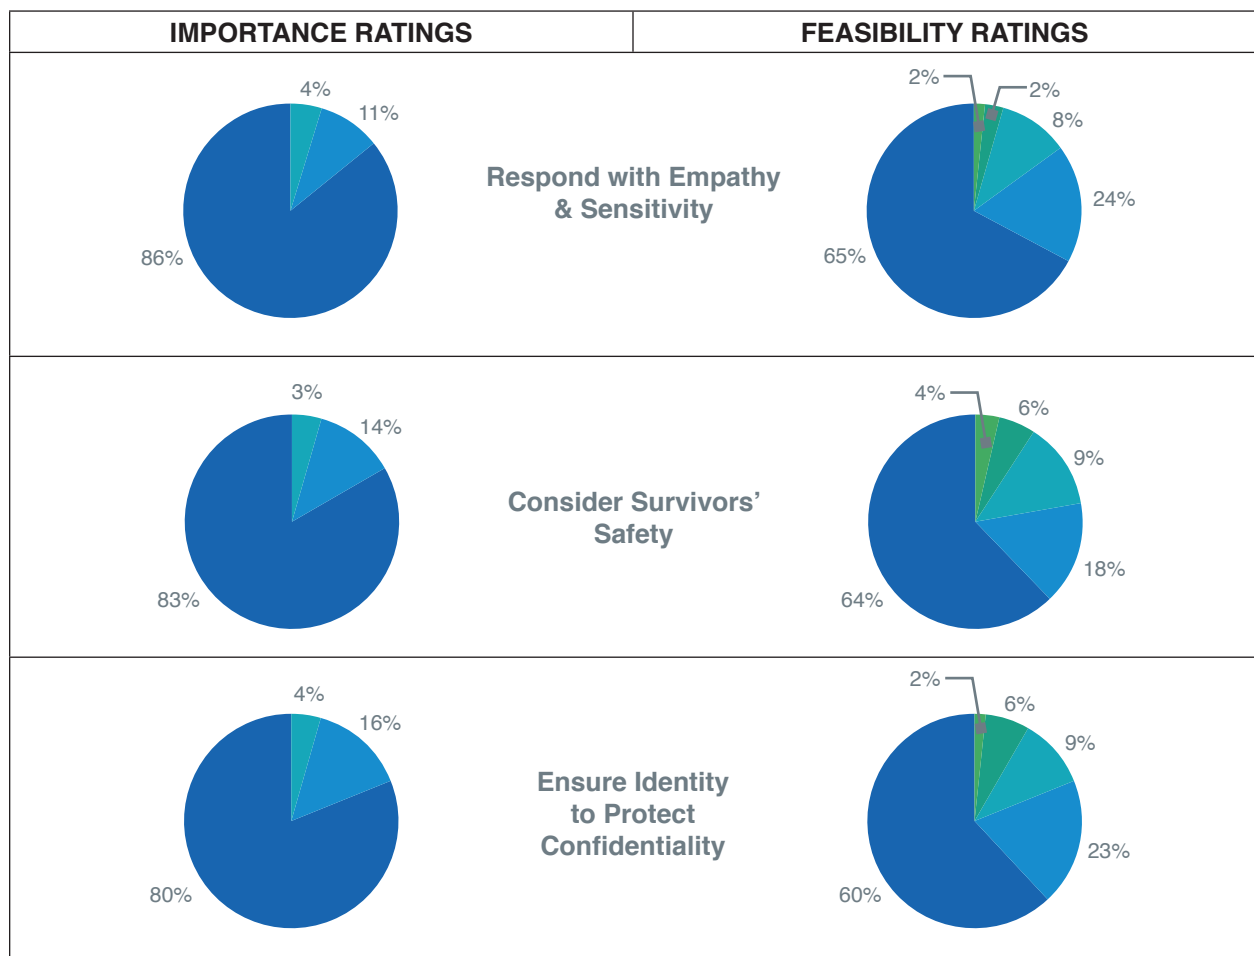 IMPORTANCE RATINGS
FEASIBILITY RATINGS
4%
11%
86%
Respond with Empathy
& Sensitivity
2%
2%
8%
24%
65%
3%
14%
83%
Consider Survivors’
Safety
4%
6%
9%
18%
64%
4%
16%
80%
Ensure Identity
to Protect
Confidentiality
2%
6%
9%
23%
60%